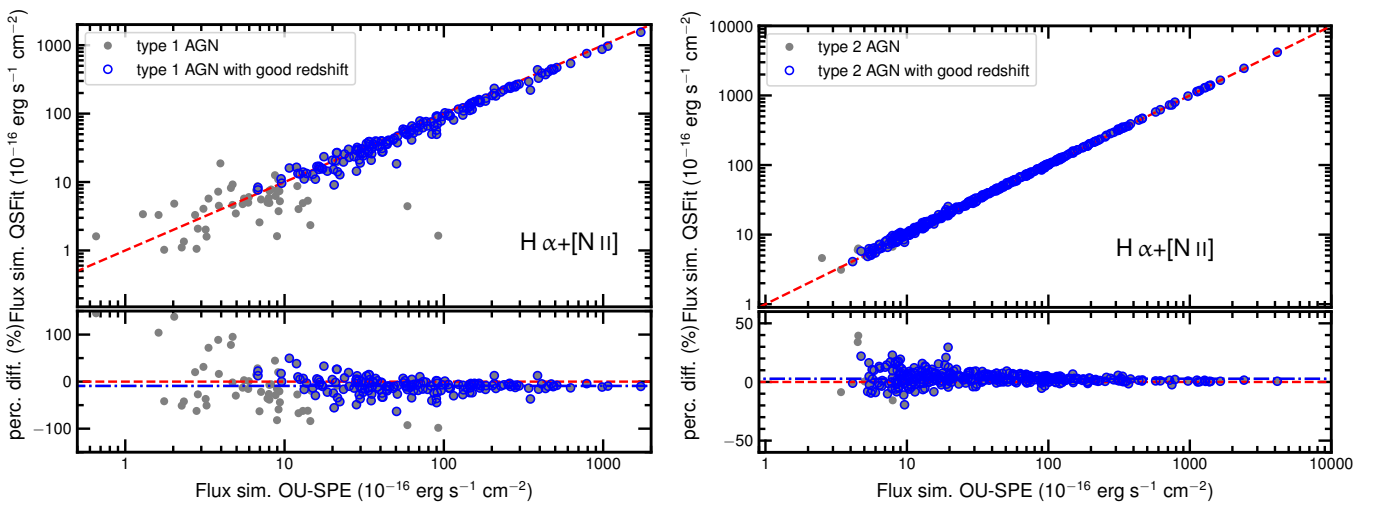 Flux sim. QSFit (10⁻¹⁶ erg s⁻¹ cm⁻²)
1000
100
10
1
type 1 AGN
type 1 AGN with good redshift
H α+[N II]
perc. diff. (%)
100
0
−100
1 10 100 1000
Flux sim. OU-SPE (10⁻¹⁶ erg s⁻¹ cm⁻²)
Flux sim. QSFit (10⁻¹⁶ erg s⁻¹ cm⁻²)
10000
1000
100
10
1
type 2 AGN
type 2 AGN with good redshift
H α+[N II]
perc. diff. (%)
50
0
−50
1 10 100 1000 10000
Flux sim. OU-SPE (10⁻¹⁶ erg s⁻¹ cm⁻²)